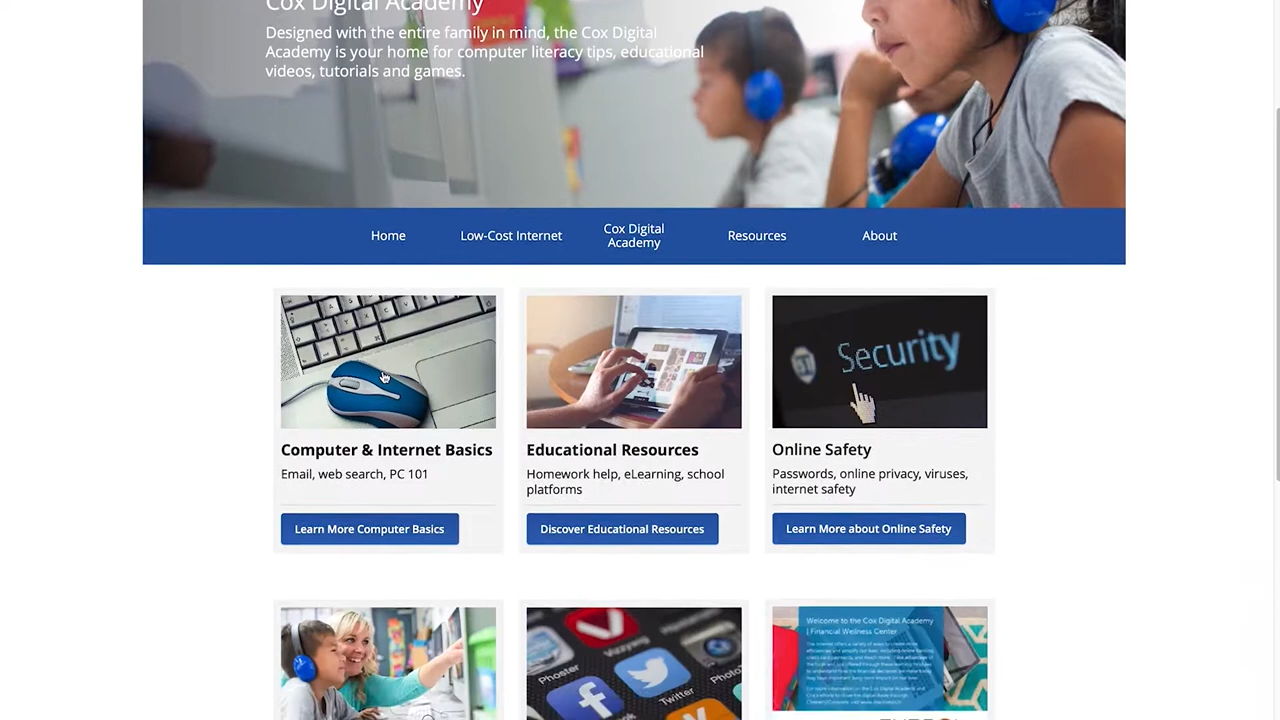 Cox Digital Academy
Designed with the entire family in mind, the Cox Digital
Academy is your home for computer literacy tips, educational
videos, tutorials and games.
Home
Low-Cost Internet
Cox Digital
Academy
Resources
About
Security
Computer & Internet Basics
Educational Resources
Online Safety
Email, web search, PC 101
Homework help, eLearning, school
platforms
Passwords, online privacy, viruses,
internet safety
Learn More Computer Basics
Discover Educational Resources
Learn More about Online Safety
Phoster
Twitter
Welcome to the Cox Digital Academy
| Financial Wellness Center